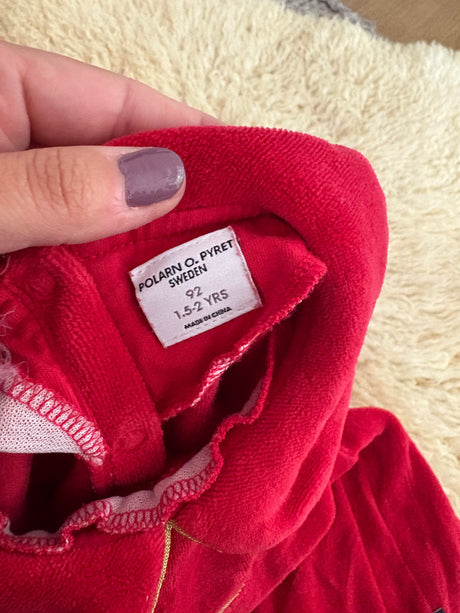 POLARN O. PYRET
SWEDEN
92
1.5-2 YRS
MADE IN CHINA